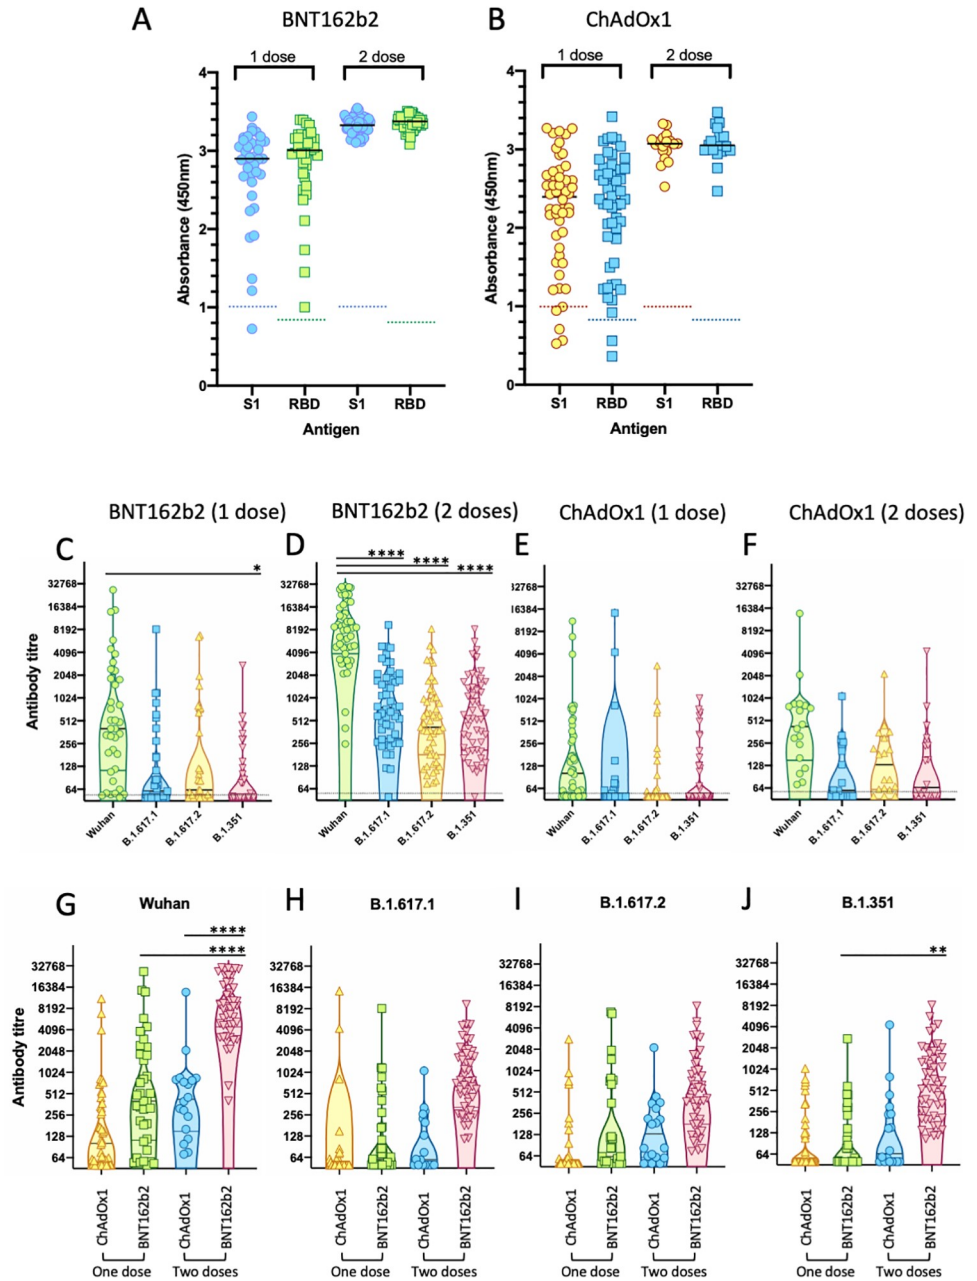 A
BNT162b2
1 dose
2 dose
Absorbance (450nm)
4
3
2
1
0
S1
RBD
S1
RBD
Antigen
B
ChAdOx1
1 dose
2 dose
Absorbance (450nm)
4
3
2
1
0
S1
RBD
S1
RBD
Antigen
C
BNT162b2 (1 dose)
*
Antibody titre
32768
16384
8192
4096
2048
1024
512
256
128
64
Wuhan
B.1.617.1
B.1.617.2
B.1.351
D
BNT162b2 (2 doses)
****
****
****
32768
16384
8192
4096
2048
1024
512
256
128
64
Wuhan
B.1.617.1
B.1.617.2
B.1.351
E
ChAdOx1 (1 dose)
32768
16384
8192
4096
2048
1024
512
256
128
64
Wuhan
B.1.617.1
B.1.617.2
B.1.351
F
ChAdOx1 (2 doses)
32768
16384
8192
4096
2048
1024
512
256
128
64
Wuhan
B.1.617.1
B.1.617.2
B.1.351
G
Wuhan
****
****
Antibody titre
32768
16384
8192
4096
2048
1024
512
256
128
64
ChAdOx1
BNT162b2
ChAdOx1
BNT162b2
One dose
Two doses
H
B.1.617.1
32768
16384
8192
4096
2048
1024
512
256
128
64
ChAdOx1
BNT162b2
ChAdOx1
BNT162b2
One dose
Two doses
I
B.1.617.2
32768
16384
8192
4096
2048
1024
512
256
128
64
ChAdOx1
BNT162b2
ChAdOx1
BNT162b2
One dose
Two doses
J
B.1.351
**
32768
16384
8192
4096
2048
1024
512
256
128
64
ChAdOx1
BNT162b2
ChAdOx1
BNT162b2
One dose
Two doses